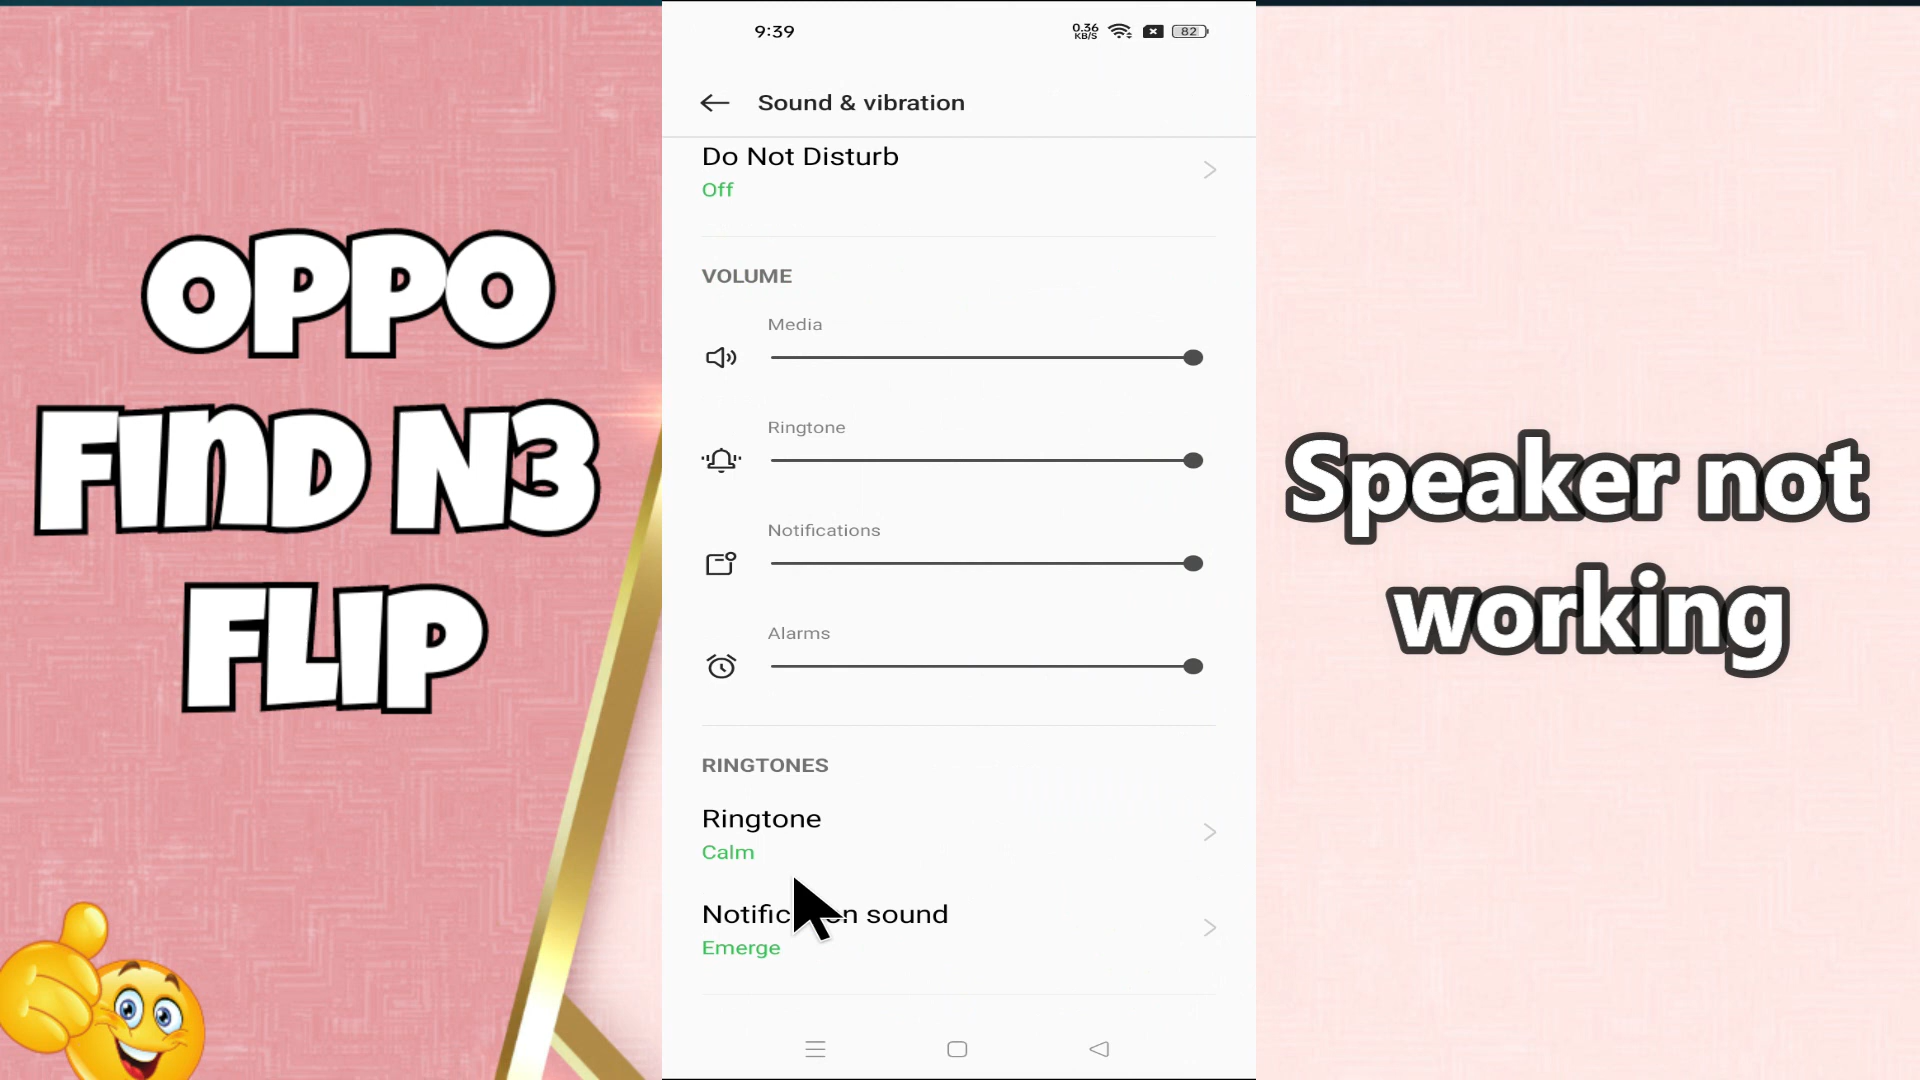 OPPO
FIND N3
FLIP
9:39
0.36
KB/S
82
Sound & vibration
Do Not Disturb
Off
VOLUME
Media
Ringtone
Notifications
Alarms
RINGTONES
Ringtone
Calm
sound
Emerge
Speaker not
working